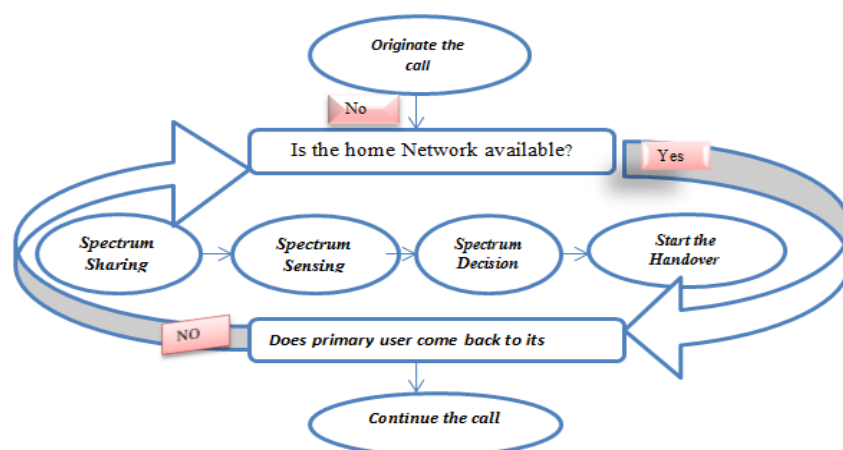 Originate the
call
No
Is the home Network available?
Yes
Spectrum
Sharing
Spectrum
Sensing
Spectrum
Decision
Start the
Handover
NO
Does primary user come back to its
Continue the call